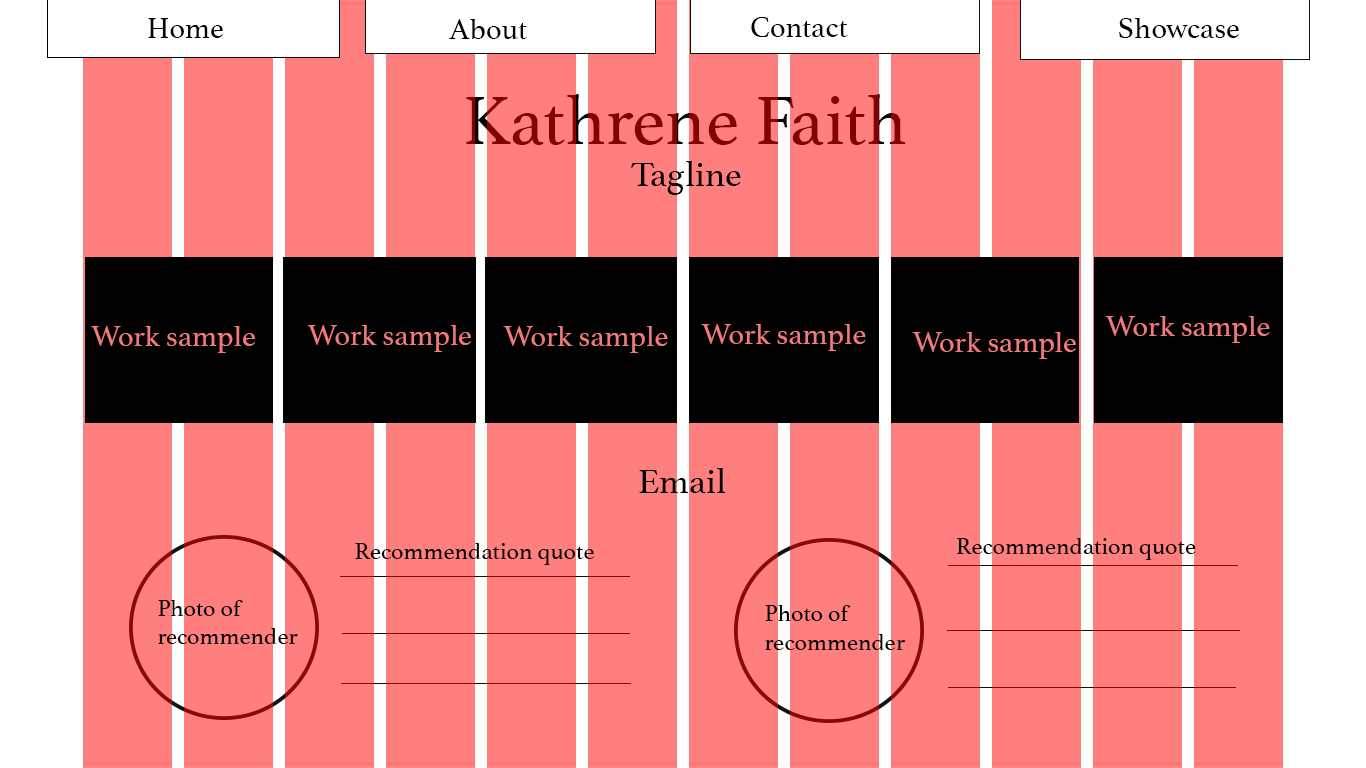 Home
About
Contact
Showcase
Kathrene Faith
Tagline
Work sample
Work sample
Work sample
Work sample
Work sample
Work sample
Email
Recommendation quote
Photo of
recommender
Recommendation quote
Photo of
recommender